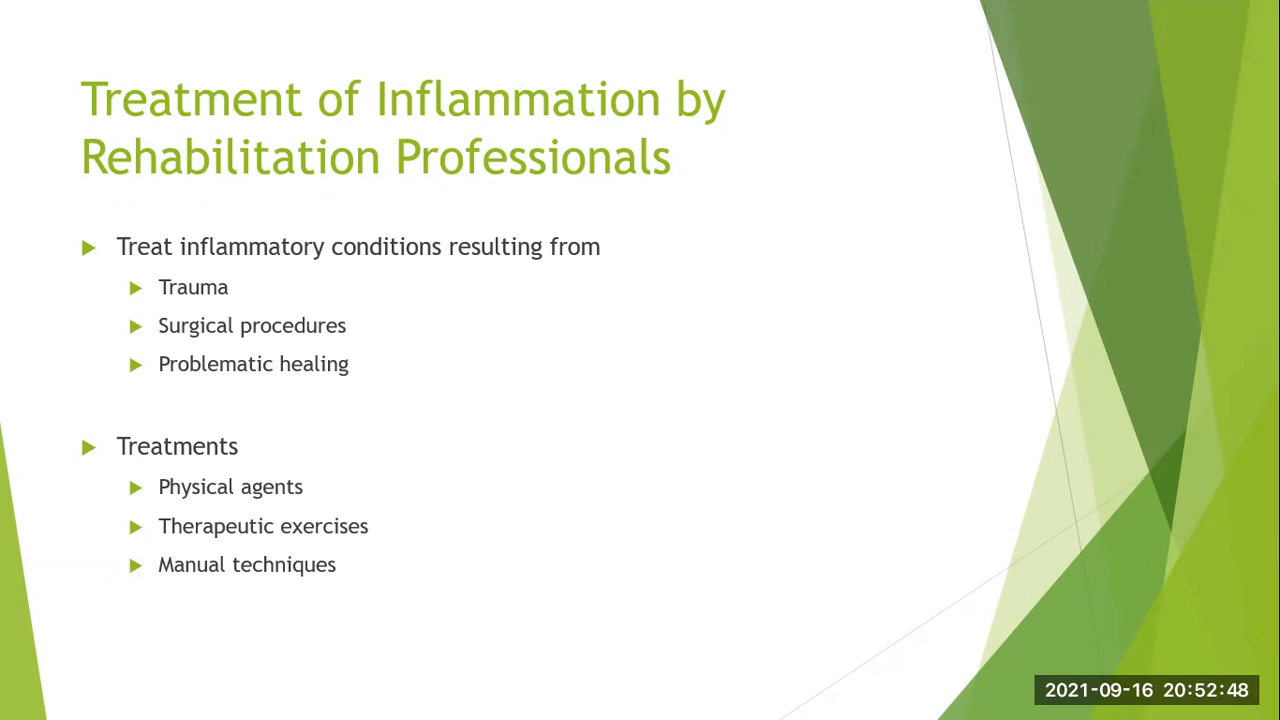 Treatment of Inflammation by
Rehabilitation Professionals
Treat inflammatory conditions resulting from
Trauma
Surgical procedures
Problematic healing
Treatments
Physical agents
Therapeutic exercises
Manual techniques
2021-09-16 20:52:48